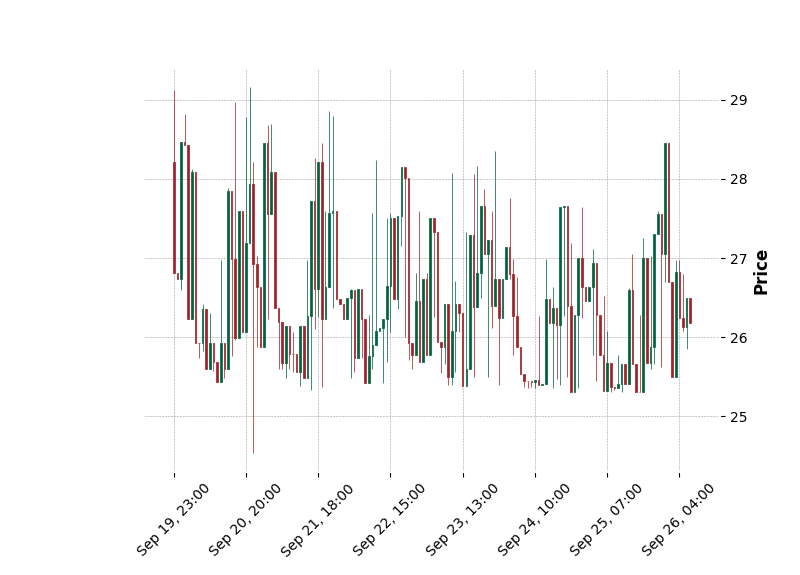 29
28
27
26
25
Price
Sep 19, 23:00
Sep 20, 20:00
Sep 21, 18:00
Sep 22, 15:00
Sep 23, 13:00
Sep 24, 10:00
Sep 25, 07:00
Sep 26, 04:00